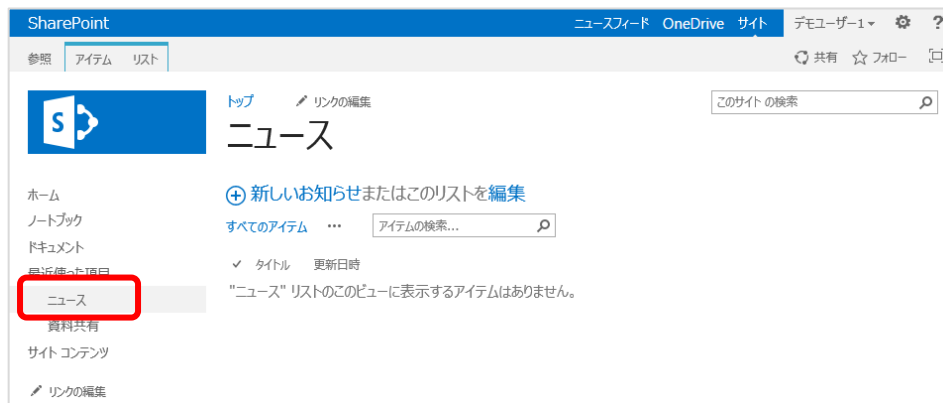 SharePoint ニュースフィード OneDrive サイト デモユーザー1 ?
参照 アイテム リスト 共有 フォロー
S
トップ リンクの編集 このサイト の検索
ニュース
ホーム
ノートブック
ドキュメント
最近使った項目
ニュース
資料共有
サイト コンテンツ
リンクの編集
新しいお知らせまたはこのリストを編集
すべてのアイテム ••• アイテムの検索...
✓ タイトル 更新日時
"ニュース" リストのこのビューに表示するアイテムはありません。